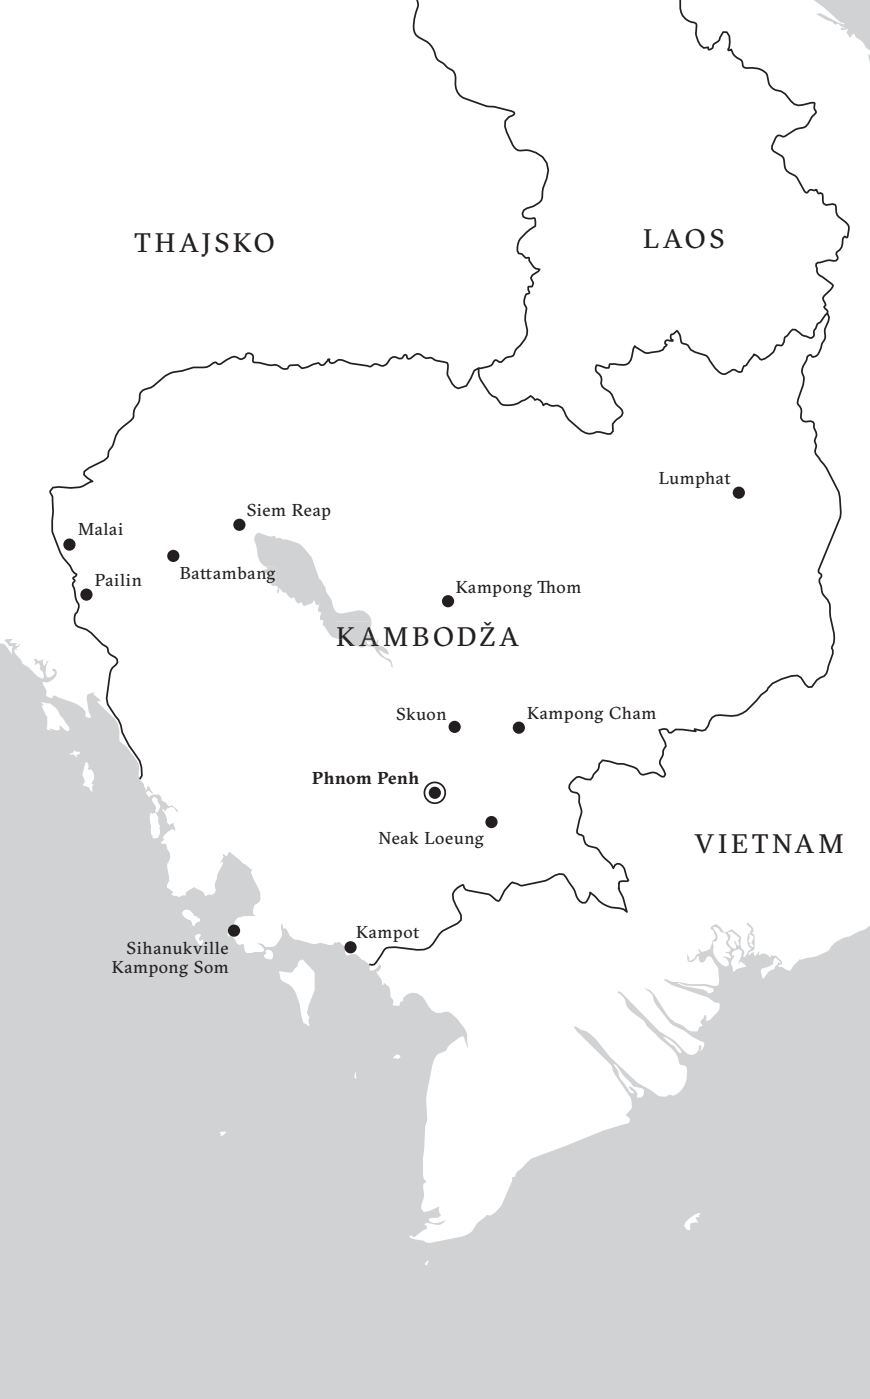 THAJSKO
LAOS
Lumphat
Siem Reap
Malai
Battambang
Pailin
Kampong Thom
KAMBODŽA
Skuon
Kampong Cham
Phnom Penh
Neak Loeung
VIETNAM
Kampot
Sihanukville
Kampong Som